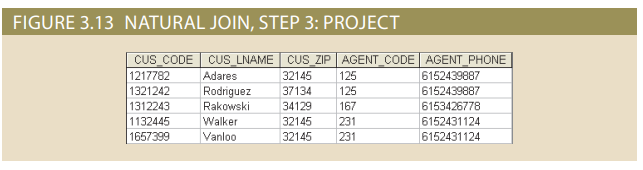 FIGURE 3.13 NATURAL JOIN, STEP 3: PROJECT
CUS_CODE CUS_LNAME CUS_ZIP AGENT_CODE AGENT_PHONE
1217782 Adares 32145 125 6152439887
1321242 Rodriguez 37134 125 6152439887
1312243 Rakowski 34129 167 6153426778
1132445 Walker 32145 231 6152431124
1657399 Vanloo 32145 231 6152431124